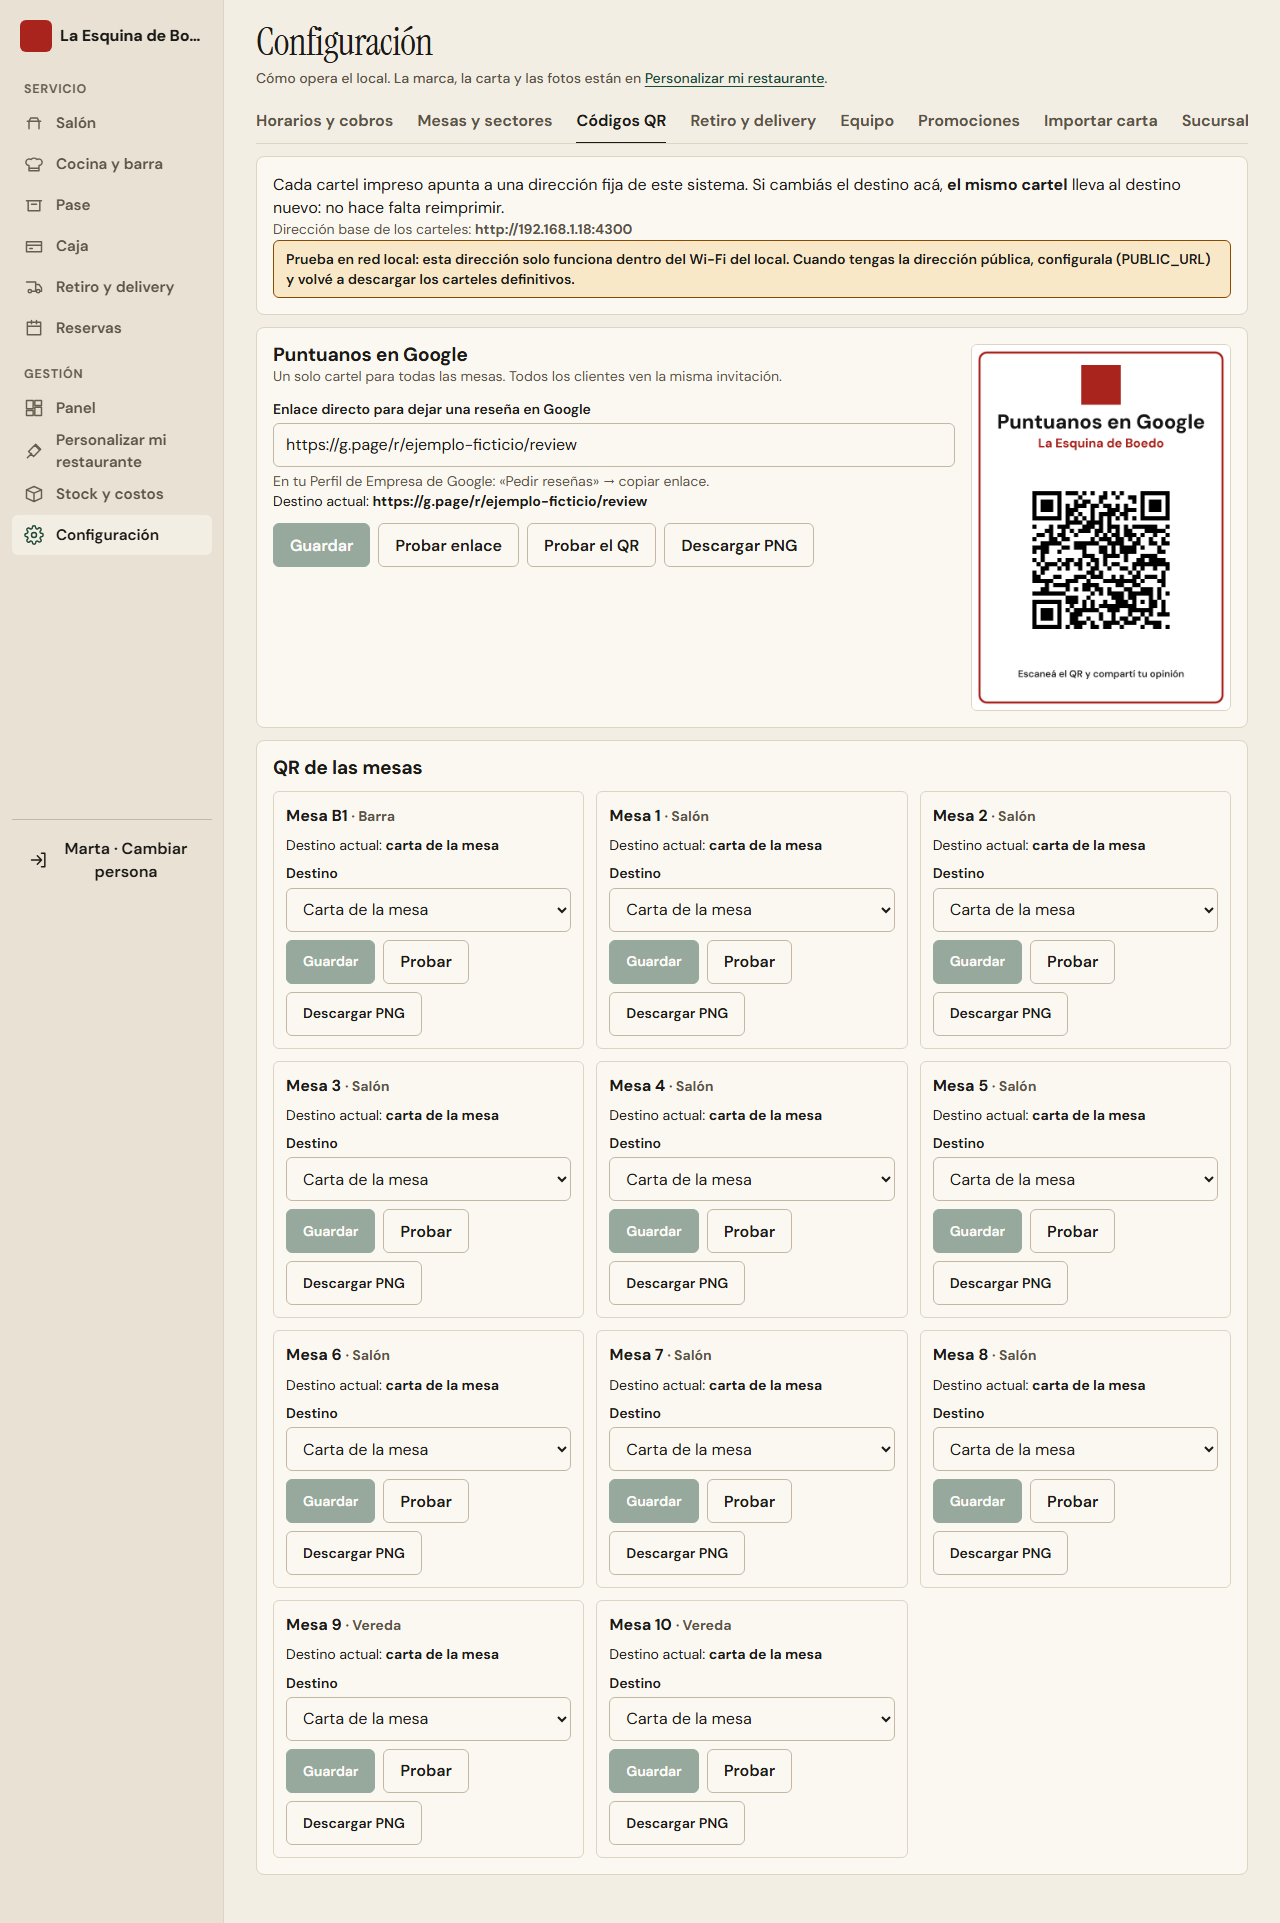 La Esquina de Bo...
SERVICIO
Salón
Cocina y barra
Pase
Caja
Retiro y delivery
Reservas
GESTIÓN
Panel
Personalizar mi
restaurante
Stock y costos
Configuración
Marta · Cambiar
persona
Configuración
Cómo opera el local. La marca, la carta y las fotos están en Personalizar mi restaurante.
Horarios y cobros
Mesas y sectores
Códigos QR
Retiro y delivery
Equipo
Promociones
Importar carta
Sucursal
Cada cartel impreso apunta a una dirección fija de este sistema. Si cambiás el destino acá, el mismo cartel lleva al destino
nuevo: no hace falta reimprimir.
Dirección base de los carteles: http://192.168.1.18:4300
Prueba en red local: esta dirección solo funciona dentro del Wi-Fi del local. Cuando tengas la dirección pública, configurala (PUBLIC_URL)
y volvé a descargar los carteles definitivos.
Puntuanos en Google
Un solo cartel para todas las mesas. Todos los clientes ven la misma invitación.
Enlace directo para dejar una reseña en Google
https://g.page/r/ejemplo-ficticio/review
En tu Perfil de Empresa de Google: «Pedir reseñas» → copiar enlace.
Destino actual: https://g.page/r/ejemplo-ficticio/review
Guardar
Probar enlace
Probar el QR
Descargar PNG
Puntuanos en Google
La Esquina de Boedo
Escaneá el QR y compartí tu opinión
QR de las mesas
Mesa B1 · Barra
Destino actual: carta de la mesa
Destino
Carta de la mesa
Guardar
Probar
Descargar PNG
Mesa 1 · Salón
Destino actual: carta de la mesa
Destino
Carta de la mesa
Guardar
Probar
Descargar PNG
Mesa 2 · Salón
Destino actual: carta de la mesa
Destino
Carta de la mesa
Guardar
Probar
Descargar PNG
Mesa 3 · Salón
Destino actual: carta de la mesa
Destino
Carta de la mesa
Guardar
Probar
Descargar PNG
Mesa 4 · Salón
Destino actual: carta de la mesa
Destino
Carta de la mesa
Guardar
Probar
Descargar PNG
Mesa 5 · Salón
Destino actual: carta de la mesa
Destino
Carta de la mesa
Guardar
Probar
Descargar PNG
Mesa 6 · Salón
Destino actual: carta de la mesa
Destino
Carta de la mesa
Guardar
Probar
Descargar PNG
Mesa 7 · Salón
Destino actual: carta de la mesa
Destino
Carta de la mesa
Guardar
Probar
Descargar PNG
Mesa 8 · Salón
Destino actual: carta de la mesa
Destino
Carta de la mesa
Guardar
Probar
Descargar PNG
Mesa 9 · Vereda
Destino actual: carta de la mesa
Destino
Carta de la mesa
Guardar
Probar
Descargar PNG
Mesa 10 · Vereda
Destino actual: carta de la mesa
Destino
Carta de la mesa
Guardar
Probar
Descargar PNG